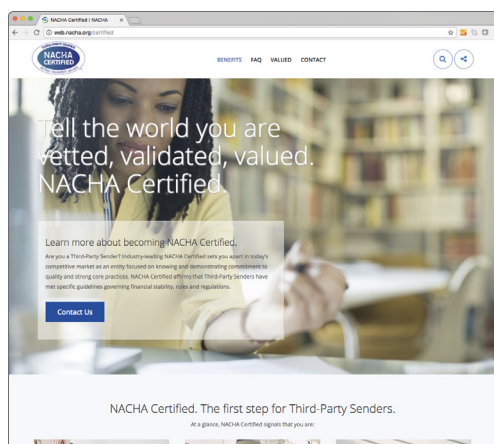 NACHA Certified | NACHA
web.nacha.org/certified
NACHA
CERTIFIED
BENEFITS FAQ VALUED CONTACT
Tell the world you are
vetted, validated, valued.
NACHA Certified.
Learn more about becoming NACHA Certified.
Are you a Third-Party Sender? Industry-leading NACHA Certified sets you apart in today's
competitive market as an entity focused on knowing and demonstrating commitment to
quality and strong core practices. NACHA Certified affirms that Third-Party Senders have
met specific guidelines governing financial stability, rules and regulations.
Contact Us
NACHA Certified. The first step for Third-Party Senders.
At a glance, NACHA Certified signals that you are: